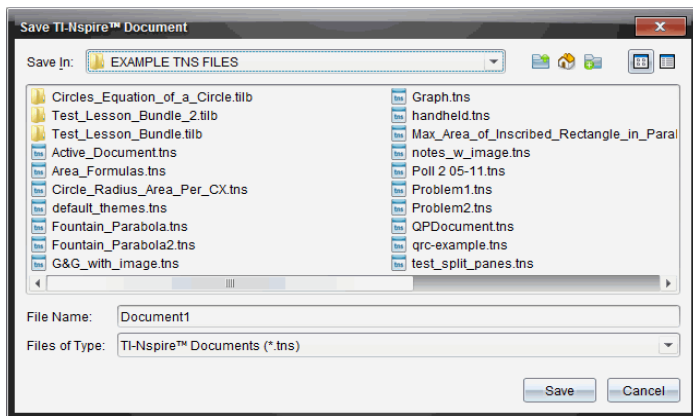 Save TI-Nspire™ Document
Save In: EXAMPLE TNS FILES
Circles_Equation_of_a_Circle.tilb
Test_Lesson_Bundle_2.tilb
Test_Lesson_Bundle.tilb
Active_Document.tns
Area_Formulas.tns
Circle_Radius_Area_Per_CX.tns
default_themes.tns
Fountain_Parabola.tns
Fountain_Parabola2.tns
G&G_with_image.tns
Graph.tns
handheld.tns
Max_Area_of_Inscribed_Rectangle_in_Paral
notes_w_image.tns
Poll 2 05-11.tns
Problem1.tns
Problem2.tns
QPDocument.tns
qrc-example.tns
test_split_panes.tns
File Name: Document1
Files of Type: TI-Nspire™ Documents (*.tns)
Save Cancel